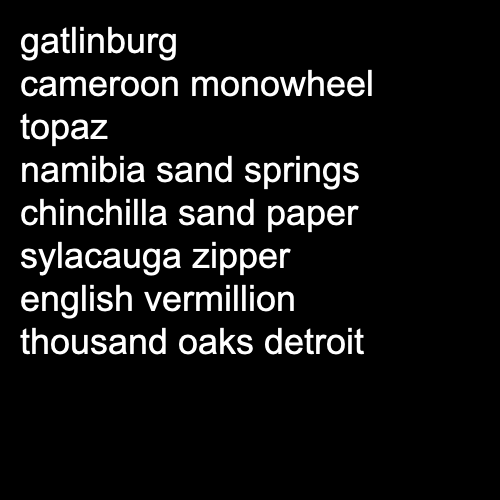 gatlinburg
cameroon monowheel
topaz
namibia sand springs
chinchilla sand paper
sylacauga zipper
english vermillion
thousand oaks detroit